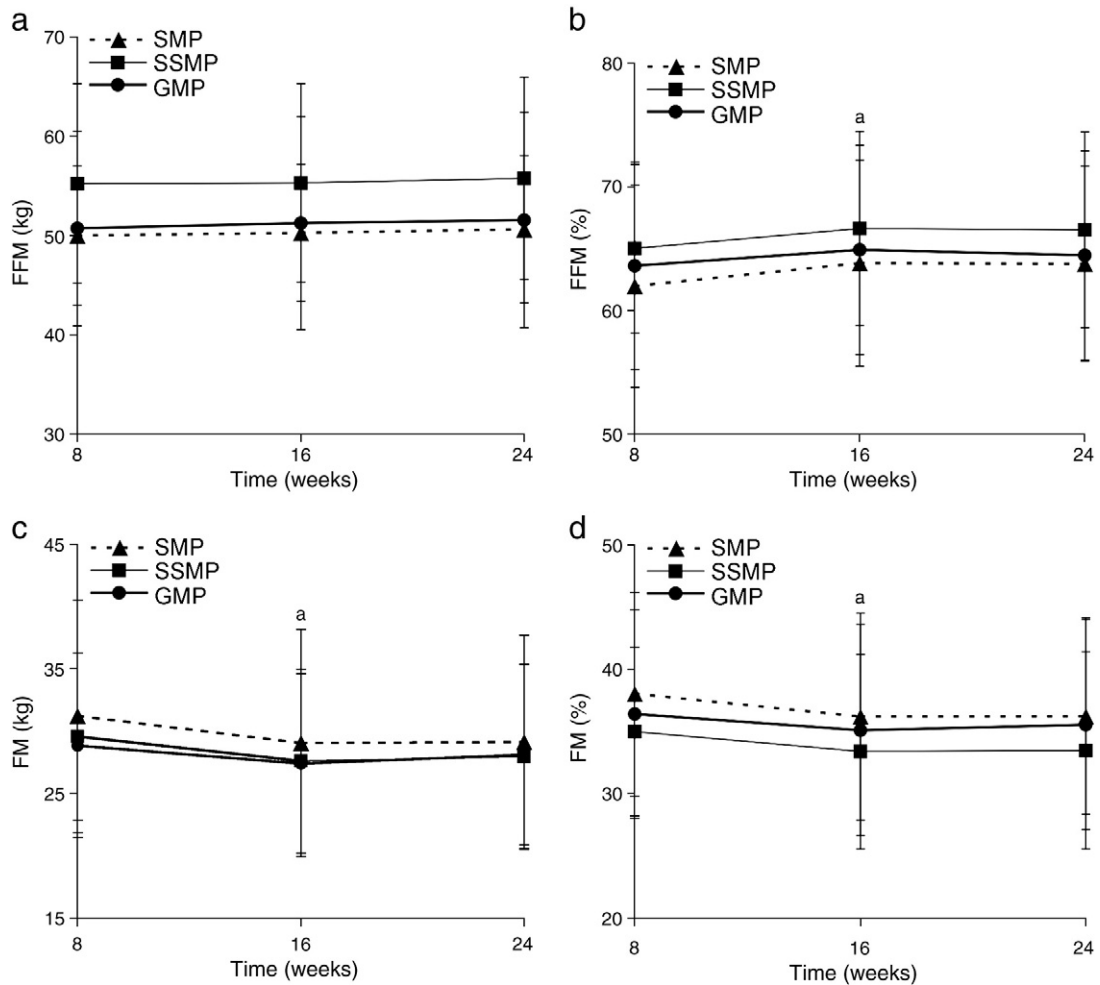 a
70
60
50
40
30
FFM (kg)
SMP
SSMP
GMP
8
16
24
Time (weeks)
b
80
70
60
50
FFM (%)
SMP
SSMP
GMP
a
8
16
24
Time (weeks)
c
45
35
25
15
FM (kg)
SMP
SSMP
GMP
a
8
16
24
Time (weeks)
d
50
40
30
20
FM (%)
SMP
SSMP
GMP
a
8
16
24
Time (weeks)